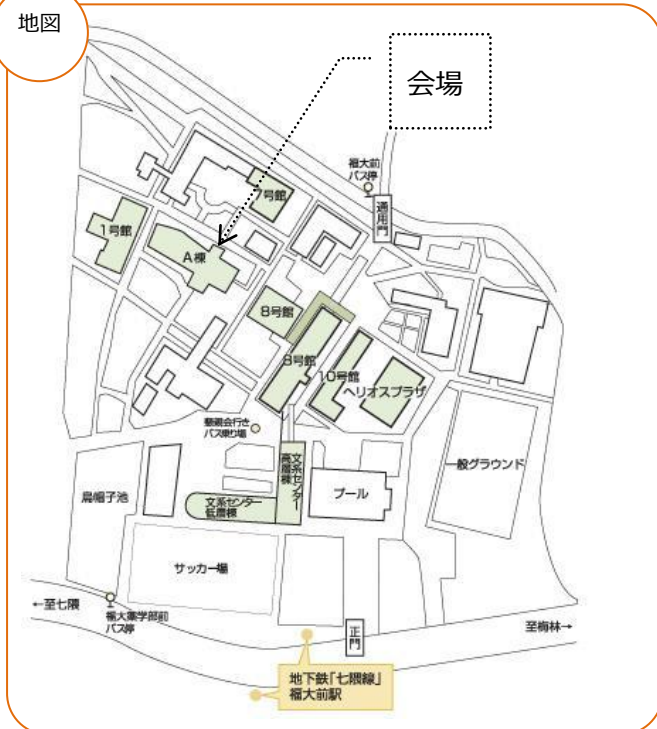 地図
会場
福大前
バス停
通用門
7号館
1号館
A棟
8号館
8号館
10号館
ヘリオスプラザ
懇親会行き
バス乗り場
文系センター
高層棟
文系センター
低層棟
プール
一般グラウンド
烏帽子池
サッカー場
←至七隈
福大薬学部前
バス停
正門
至梅林→
地下鉄「七隈線」
福大前駅